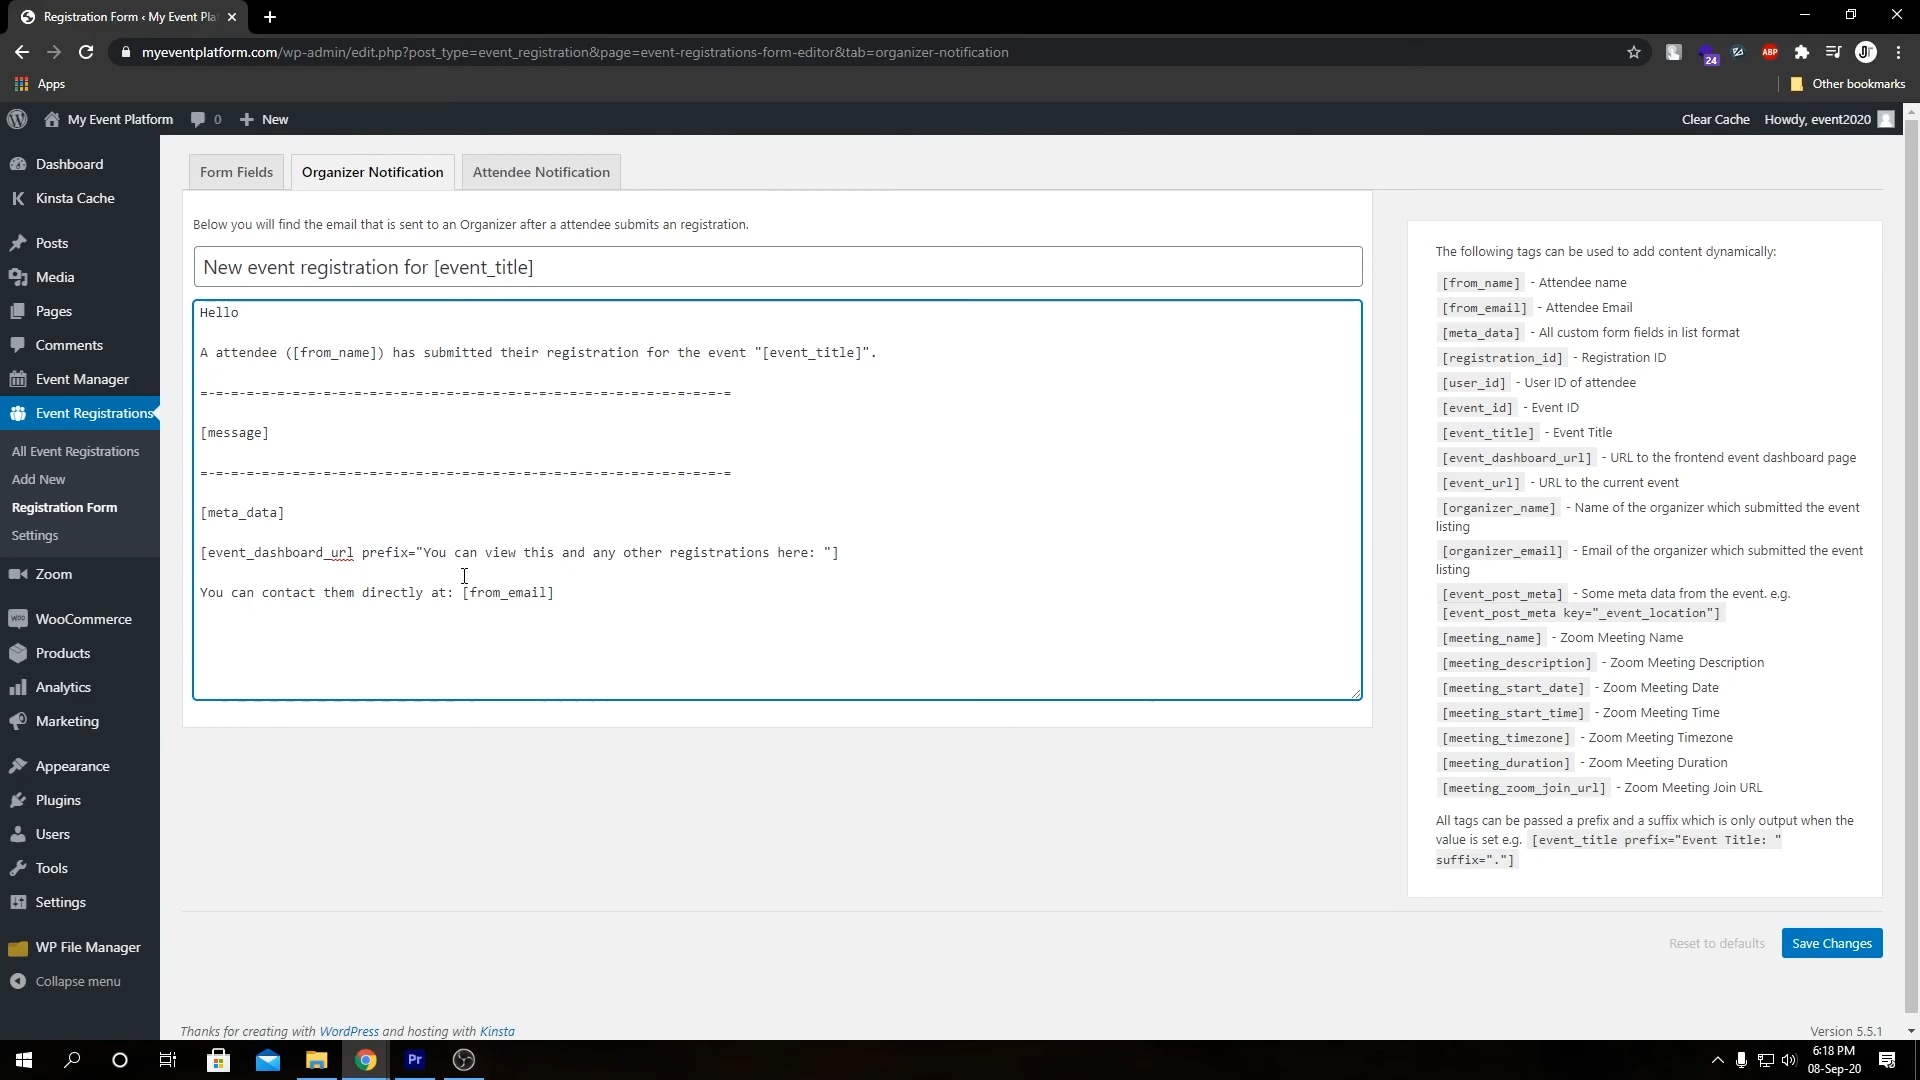 Registration Form ‹ My Event Pla
myeventplatform.com/wp-admin/edit.php?post_type=event_registration&page=event-registrations-form-editor&tab=organizer-notification
24
ABP
Apps
Other bookmarks
My Event Platform
0
New
Clear Cache
Howdy, event2020
Dashboard
Kinsta Cache
Posts
Media
Pages
Comments
Event Manager
Event Registrations
All Event Registrations
Add New
Registration Form
Settings
Zoom
WooCommerce
Products
Analytics
Marketing
Appearance
Plugins
Users
Tools
Settings
WP File Manager
Collapse menu
Form Fields
Organizer Notification
Attendee Notification
Below you will find the email that is sent to an Organizer after a attendee submits an registration.
New event registration for [event_title]
Hello
A attendee ([from_name]) has submitted their registration for the event "[event_title]".
=-=-=-=-=-=-=-=-=-=-=-=-=-=-=-=-=-=-=-=-=-=-=-=-=-=-=-=-=-=-=-=-=-=-=
[message]
=-=-=-=-=-=-=-=-=-=-=-=-=-=-=-=-=-=-=-=-=-=-=-=-=-=-=-=-=-=-=-=-=-=-=
[meta_data]
[event_dashboard_url prefix="You can view this and any other registrations here: "]
You can contact them directly at: [from_email]
The following tags can be used to add content dynamically:
[from_name] - Attendee name
[from_email] - Attendee Email
[meta_data] - All custom form fields in list format
[registration_id] - Registration ID
[user_id] - User ID of attendee
[event_id] - Event ID
[event_title] - Event Title
[event_dashboard_url] - URL to the frontend event dashboard page
[event_url] - URL to the current event
[organizer_name] - Name of the organizer which submitted the event
listing
[organizer_email] - Email of the organizer which submitted the event
listing
[event_post_meta] - Some meta data from the event. e.g.
[event_post_meta key="_event_location"]
[meeting_name] - Zoom Meeting Name
[meeting_description] - Zoom Meeting Description
[meeting_start_date] - Zoom Meeting Date
[meeting_start_time] - Zoom Meeting Time
[meeting_timezone] - Zoom Meeting Timezone
[meeting_duration] - Zoom Meeting Duration
[meeting_zoom_join_url] - Zoom Meeting Join URL
All tags can be passed a prefix and a suffix which is only output when the
value is set e.g. [event_title prefix="Event Title: "
suffix="."]
Reset to defaults
Save Changes
Thanks for creating with WordPress and hosting with Kinsta
Version 5.5.1
Pr
6:18 PM
08-Sep-20